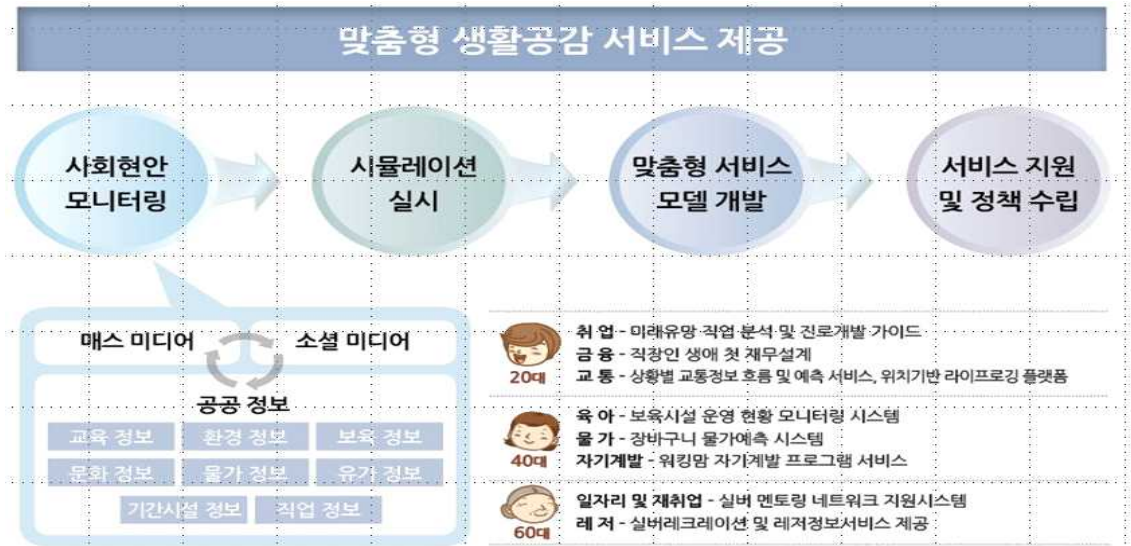 맞춤형 생활공감 서비스 제공
사회현안
모니터링
시뮬레이션
실시
맞춤형 서비스
모델 개발
서비스 지원
및 정책 수립
매스 미디어
소셜 미디어
공공 정보
교육 정보
환경 정보
보육 정보
문화 정보
물가 정보
유가 정보
기간시설 정보
직업 정보
20대
취 업 - 미래유망 직업 분석 및 진로개발 가이드
금 융 - 직장인 생애 첫 재무설계
교 통 - 상황별 교통정보 흐름 및 예측 서비스, 위치기반 라이프로깅 플랫폼
40대
육 아 - 보육시설 운영 현황 모니터링 시스템
물 가 - 장바구니 물가예측 시스템
자기계발 - 워킹맘 자기계발 프로그램 서비스
60대
일자리 및 재취업 - 실버 멘토링 네트워크 지원시스템
레 저 - 실버레크레이션 및 레저정보서비스 제공